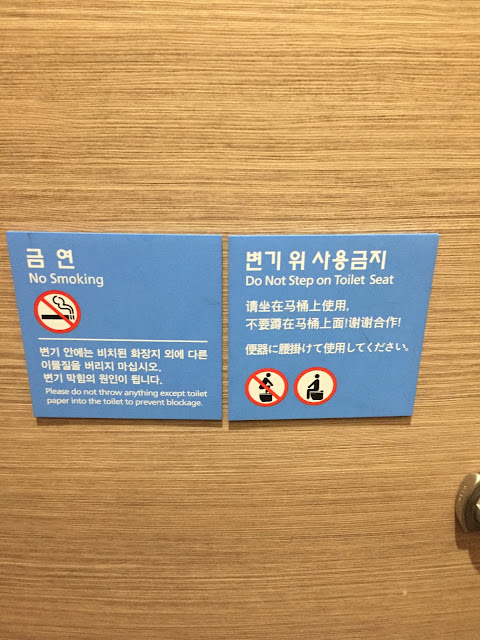 금 연
No Smoking
변기 안에는 비치된 화장지 외에 다른
이물질을 버리지 마십시오.
변기 막힘의 원인이 됩니다.
Please do not throw anything except toilet
paper into the toilet to prevent blockage.
변기 위 사용금지
Do Not Step on Toilet Seat
请坐在马桶上使用,
不要蹲在马桶上面!谢谢合作!
便器に腰掛けて使用してください。